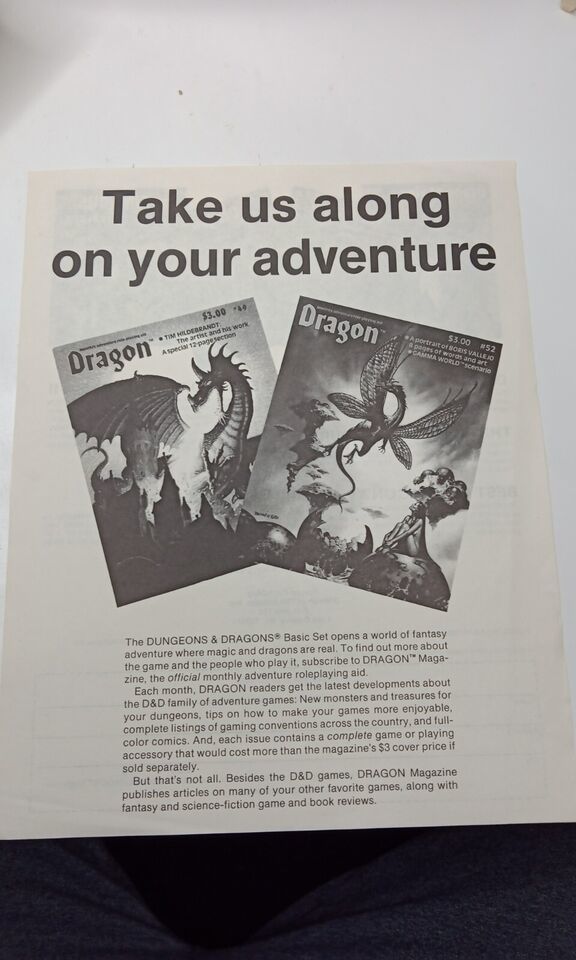 Take us along
on your adventure
$3.00 #49
• TIM HILDEBRANDT:
The artist and his work
A special 12-page section
Dragon™
$3.00 #52
A portrait of BORIS VALLEJO
pages of words and art
• GAMMA WORLD™ scenario
Dragon™
The DUNGEONS & DRAGONS® Basic Set opens a world of fantasy
adventure where magic and dragons are real. To find out more about
the game and the people who play it, subscribe to DRAGON™ Maga-
zine, the official monthly adventure roleplaying aid.
Each month, DRAGON readers get the latest developments about
the D&D family of adventure games: New monsters and treasures for
your dungeons, tips on how to make your games more enjoyable,
complete listings of gaming conventions across the country, and full-
color comics. And, each issue contains a complete game or playing
accessory that would cost more than the magazine's $3 cover price if
sold separately.
But that's not all. Besides the D&D games, DRAGON Magazine
publishes articles on many of your other favorite games, along with
fantasy and science-fiction game and book reviews.